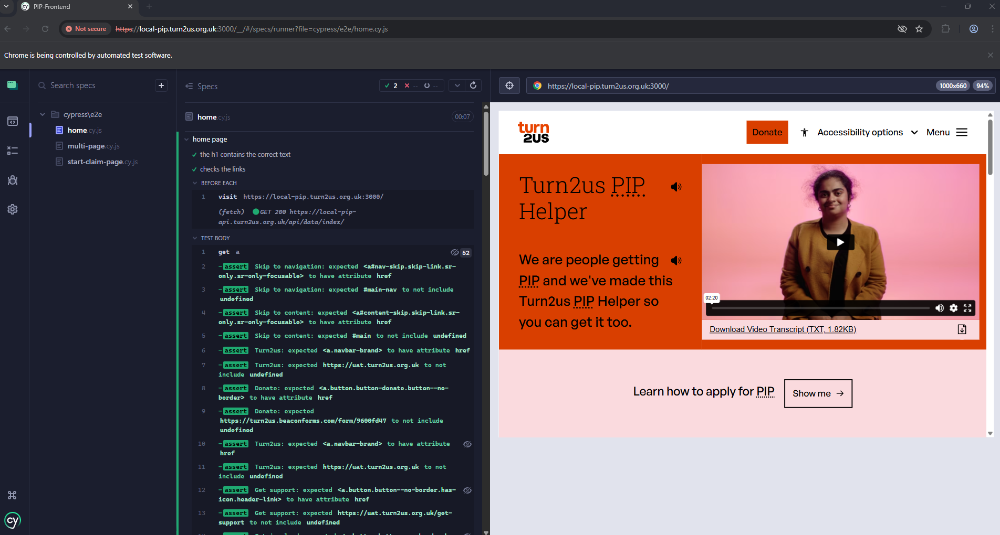 PIP-Frontend
Not secure
https://local-pip.turn2us.org.uk:3000/__/#/specs/runner?file=cypress/e2e/home.cy.js
Chrome is being controlled by automated test software.
Search specs
+
cypress\e2e
home.cy.js
multi-page.cy.js
start-claim-page.cy.js
cy
Specs
2 -- --
home.cy.js
00:07
home page
the h1 contains the correct text
checks the links
BEFORE EACH
1 visit https://local-pip.turn2us.org.uk:3000/
(fetch) GET 200 https://local-pip-
api.turn2us.org.uk/api/data/index/
TEST BODY
1 get a 52
2 -assert Skip to navigation: expected <a#nav-skip.skip-link.sr-
only.sr-only-focusable> to have attribute href
3 -assert Skip to navigation: expected #main-nav to not include
undefined
4 -assert Skip to content: expected <a#content-skip.skip-link.sr-
only.sr-only-focusable> to have attribute href
5 -assert Skip to content: expected #main to not include undefined
6 -assert Turn2us: expected <a.navbar-brand> to have attribute href
7 -assert Turn2us: expected https://uat.turn2us.org.uk to not
include undefined
8 -assert Donate: expected <a.button.button-donate.button--no-
border> to have attribute href
9 -assert Donate: expected
https://turn2us.beaconforms.com/form/9600fd47 to not include
undefined
10 -assert Turn2us: expected <a.navbar-brand> to have attribute
href
11 -assert Turn2us: expected https://uat.turn2us.org.uk to not
include undefined
12 -assert Get support: expected <a.button.button--no-border.has-
icon.header-link> to have attribute href
13 -assert Get support: expected https://uat.turn2us.org.uk/get-
support to not include undefined
https://local-pip.turn2us.org.uk:3000/
1000x660
94%
turn
2us
Donate
Accessibility options
Menu
Turn2us PIP
Helper
We are people getting
PIP and we've made this
Turn2us PIP Helper so
you can get it too.
02:20
Download Video Transcript (TXT, 1.82KB)
Learn how to apply for PIP
Show me →